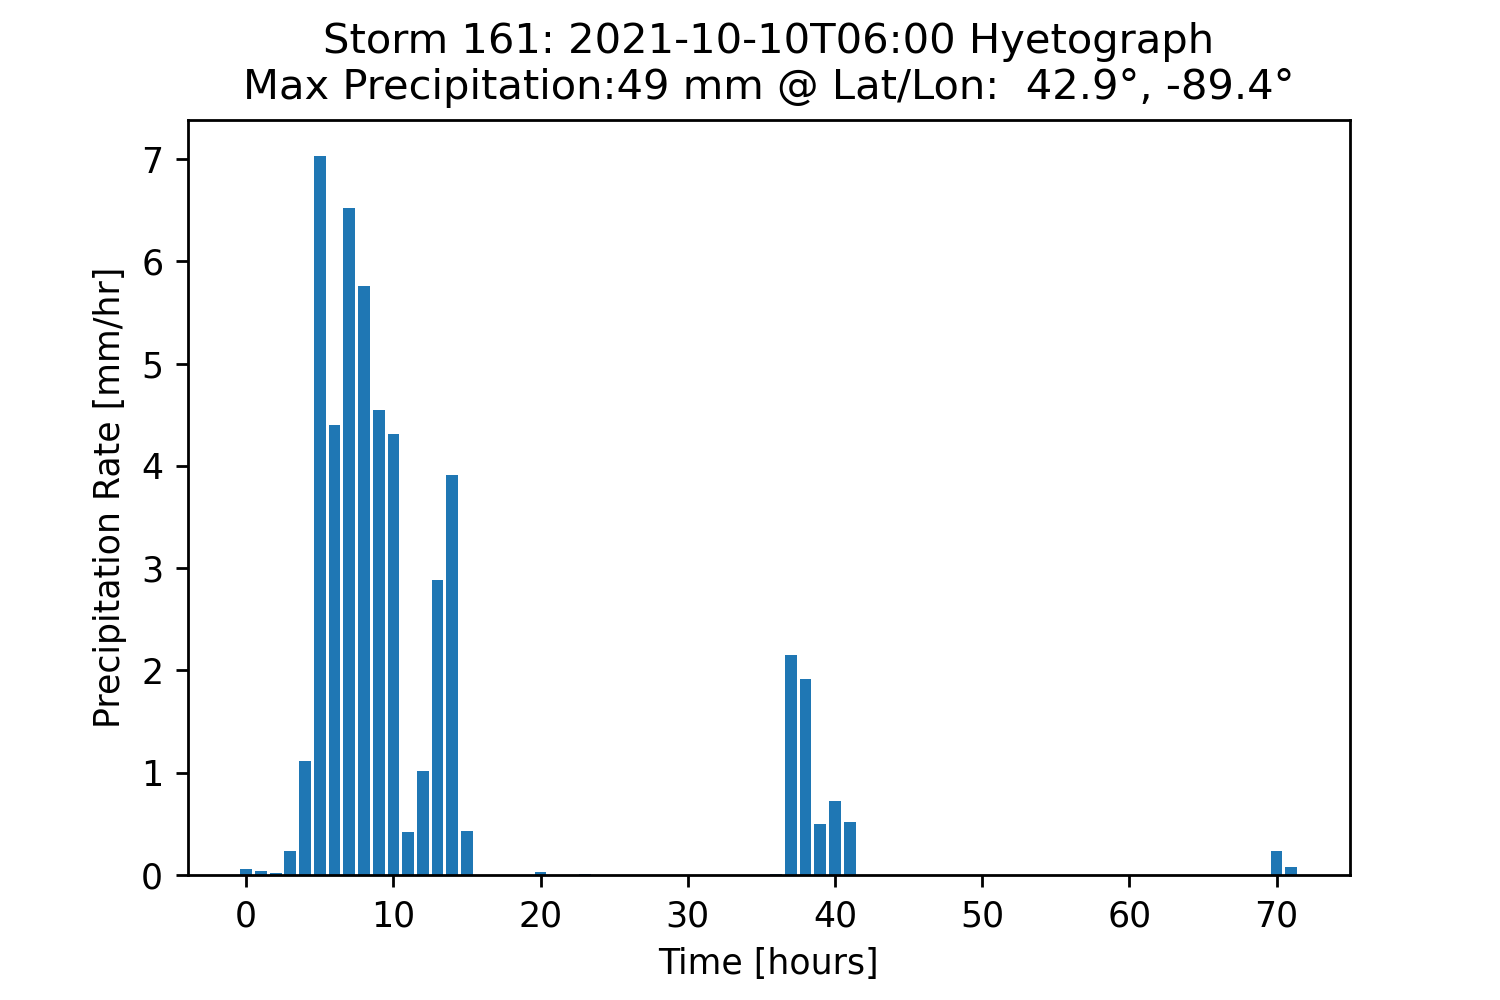 Storm 161: 2021-10-10T06:00 Hyetograph
Max Precipitation:49 mm @ Lat/Lon:  42.9°, -89.4°
Precipitation Rate [mm/hr]
7
6
5
4
3
2
1
0
0 10 20 30 40 50 60 70
Time [hours]